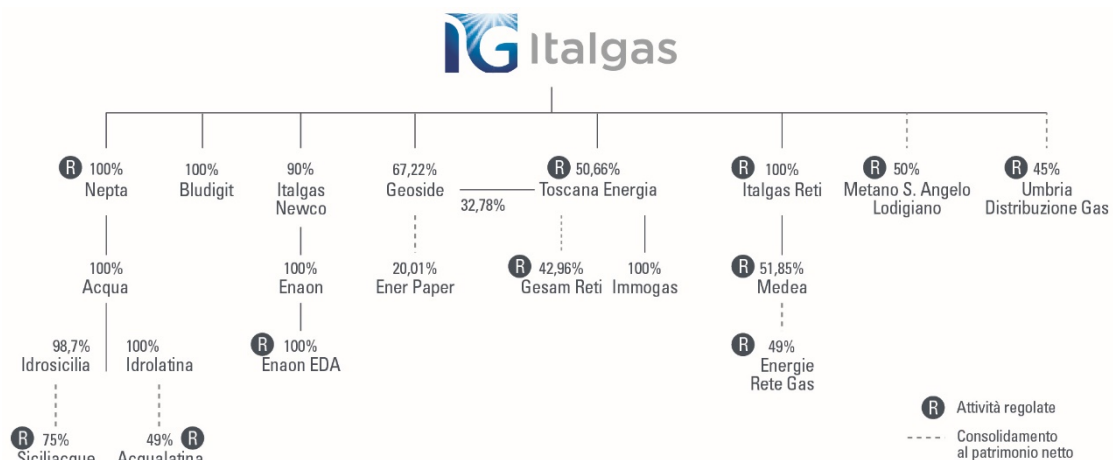 IG Italgas
R 100%
Nepta
100%
Bludigit
90%
Italgas
Newco
67,22%
Geoside
32,78%
R 50,66%
Toscana Energia
R 100%
Italgas Reti
R 50%
Metano S. Angelo
Lodigiano
R 45%
Umbria
Distribuzione Gas
100%
Acqua
100%
Enaon
20,01%
Ener Paper
R 42,96%
Gesam Reti
100%
Immogas
R 51,85%
Medea
98,7%
Idrosicilia
100%
Idrolatina
R 100%
Enaon EDA
R 49%
Energie
Rete Gas
R 75%
Siciliacque
49% R
Acqualatina
R Attività regolate
Consolidamento
al patrimonio netto